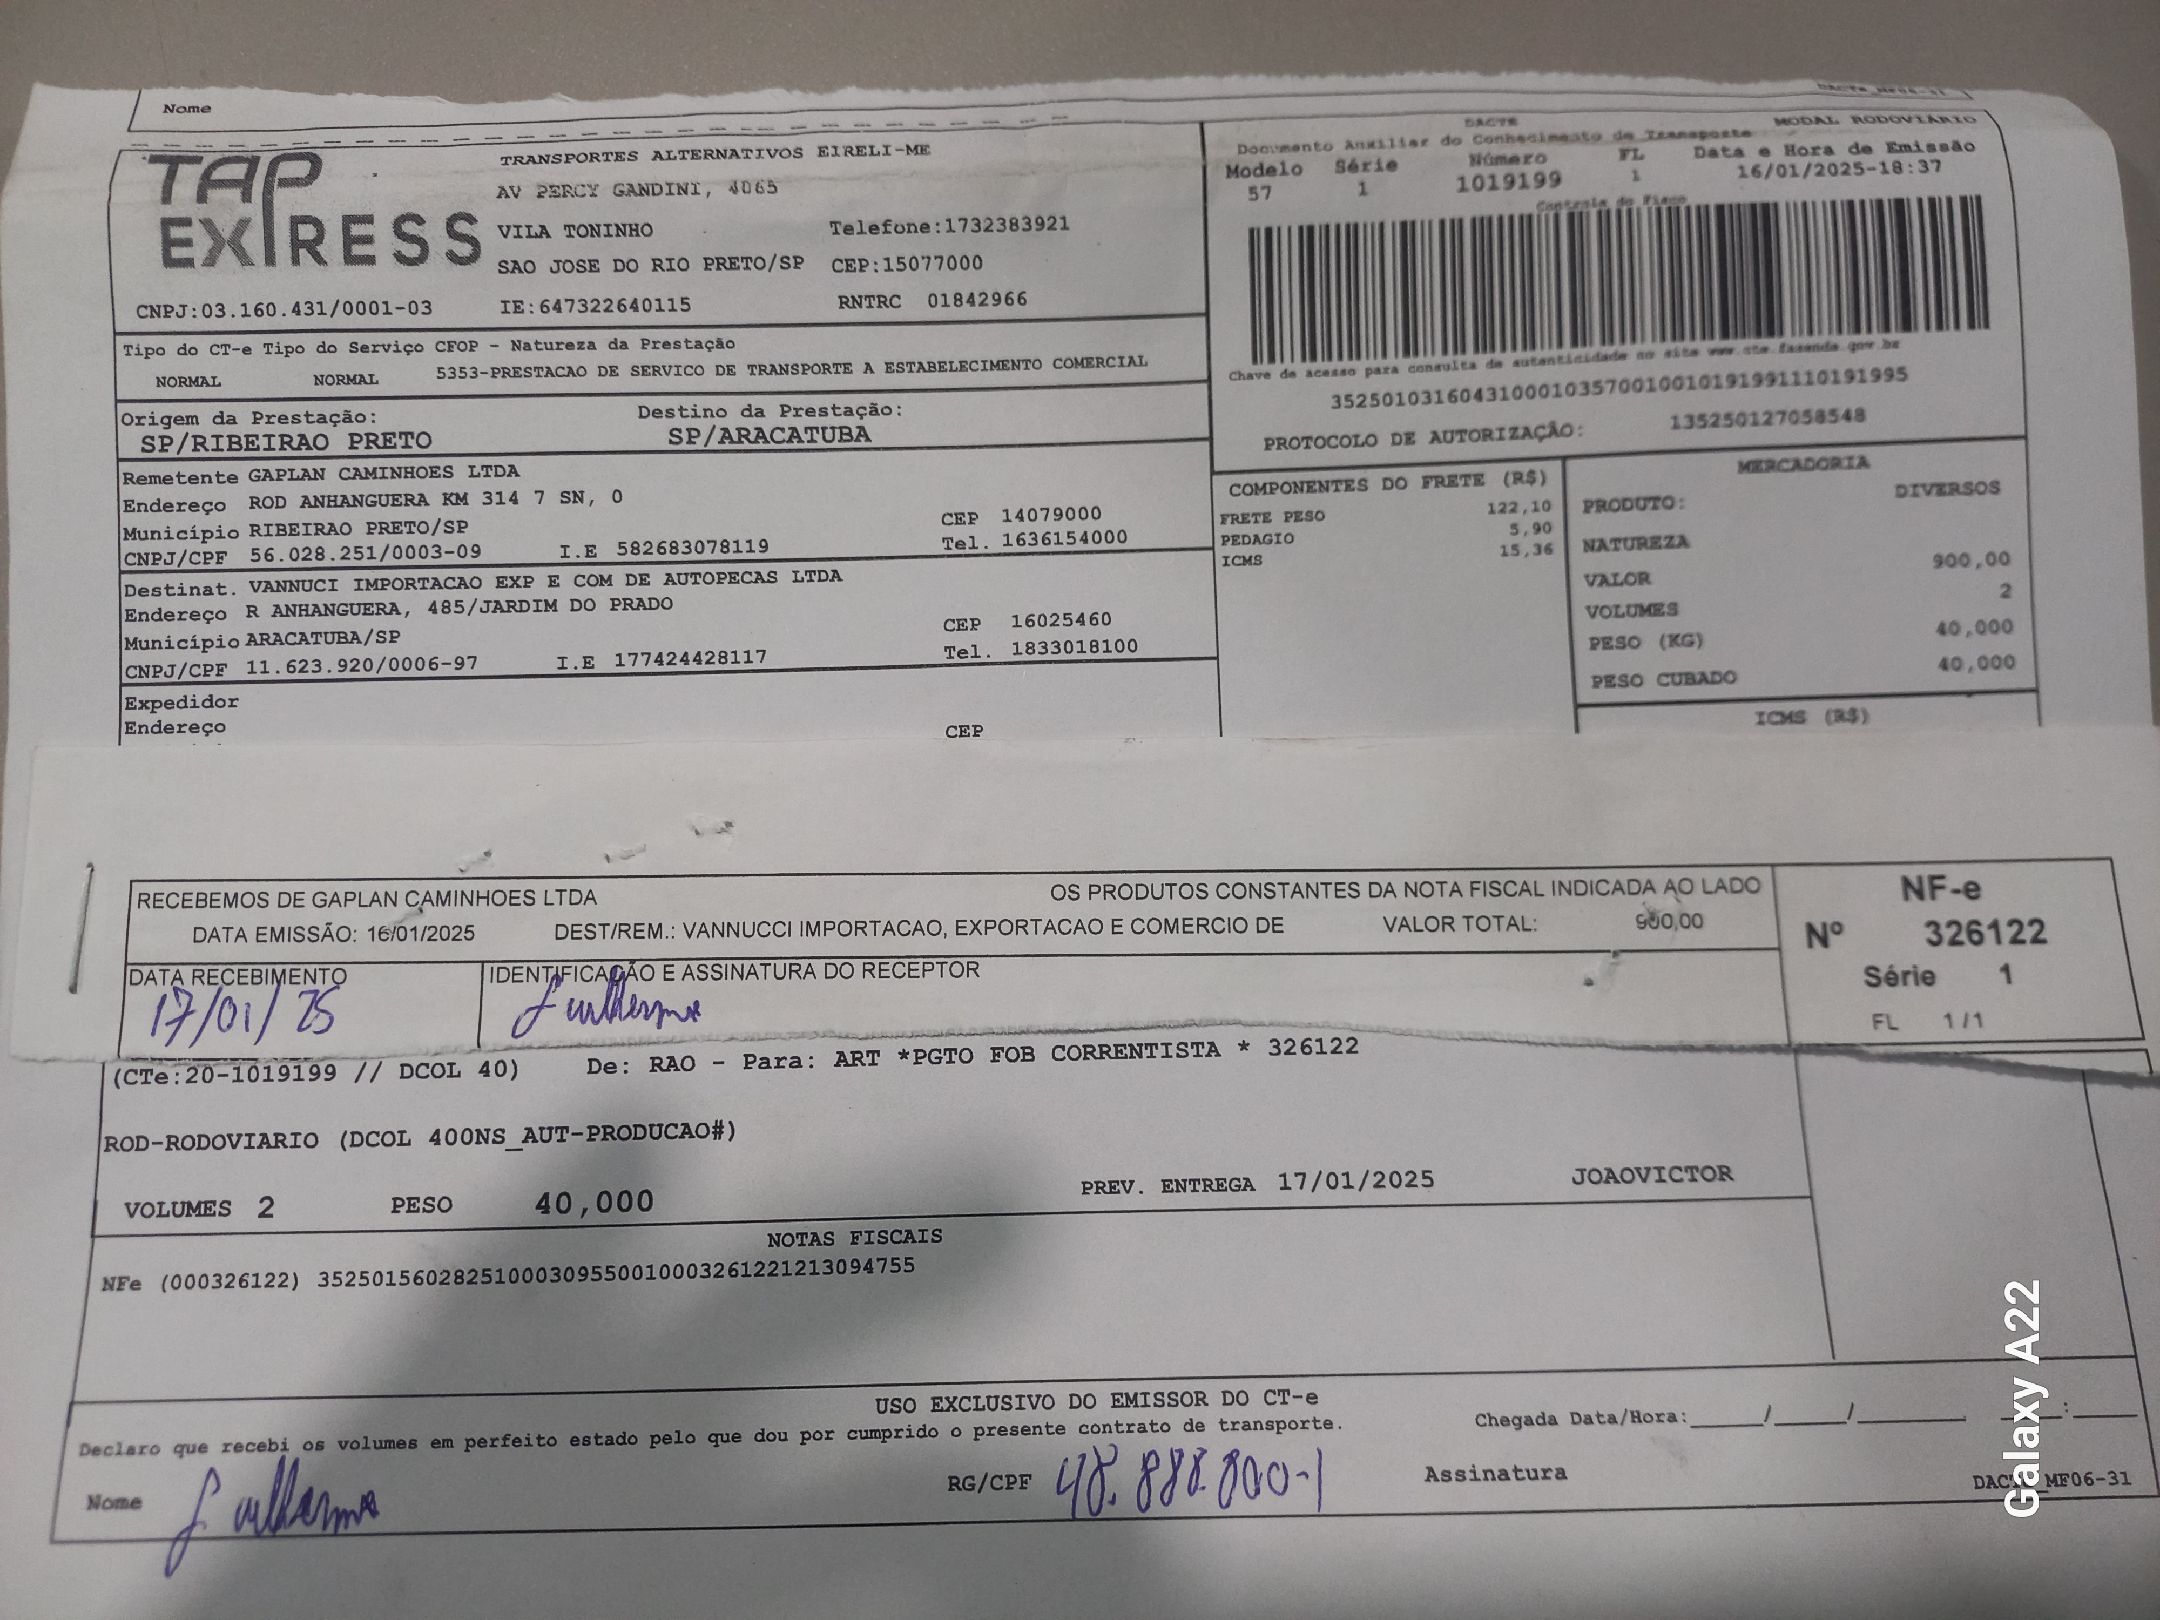 Nome
TAP EXPRESS
TRANSPORTES ALTERNATIVOS EIRELI-ME
AV PERCY GANDINI, 4065
VILA TONINHO Telefone:1732383921
SAO JOSE DO RIO PRETO/SP CEP:15077000
CNPJ:03.160.431/0001-03 IE:647322640115 RNTRC 01842966
DACTE MODAL RODOVIÁRIO
Documento Auxiliar do Conhecimento de Transporte
Modelo Série Número FL Data e Hora de Emissão
57 1 1019199 1 16/01/2025-18:37
Controle do Fisco
Chave de acesso para consulta de autenticidade no site www.cte.fazenda.gov.br
35250103160431000103570010010191991110191995
PROTOCOLO DE AUTORIZAÇÃO: 135250127058548
Tipo do CT-e Tipo do Serviço CFOP - Natureza da Prestação
NORMAL NORMAL 5353-PRESTACAO DE SERVICO DE TRANSPORTE A ESTABELECIMENTO COMERCIAL
Origem da Prestação: Destino da Prestação:
SP/RIBEIRAO PRETO SP/ARACATUBA
Remetente GAPLAN CAMINHOES LTDA
Endereço ROD ANHANGUERA KM 314 7 SN, 0
Município RIBEIRAO PRETO/SP CEP 14079000
CNPJ/CPF 56.028.251/0003-09 I.E 582683078119 Tel. 1636154000
Destinat. VANNUCI IMPORTACAO EXP E COM DE AUTOPECAS LTDA
Endereço R ANHANGUERA, 485/JARDIM DO PRADO
Município ARACATUBA/SP CEP 16025460
CNPJ/CPF 11.623.920/0006-97 I.E 177424428117 Tel. 1833018100
Expedidor
Endereço CEP
COMPONENTES DO FRETE (R$)
FRETE PESO 122,10
PEDAGIO 5,90
ICMS 15,36
MERCADORIA
PRODUTO: DIVERSOS
NATUREZA
VALOR 900,00
VOLUMES 2
PESO (KG) 40,000
PESO CUBADO 40,000
ICMS (R$)
RECEBEMOS DE GAPLAN CAMINHOES LTDA OS PRODUTOS CONSTANTES DA NOTA FISCAL INDICADA AO LADO
DATA EMISSÃO: 16/01/2025 DEST/REM.: VANNUCCI IMPORTACAO, EXPORTACAO E COMERCIO DE VALOR TOTAL: 900,00
DATA RECEBIMENTO IDENTIFICAÇÃO E ASSINATURA DO RECEPTOR
17/01/25 Guilherme
NF-e
Nº 326122
Série 1
FL 1/1
(CTe:20-1019199 // DCOL 40) De: RAO - Para: ART *PGTO FOB CORRENTISTA * 326122
ROD-RODOVIARIO (DCOL 400NS_AUT-PRODUCAO#)
VOLUMES 2 PESO 40,000 PREV. ENTREGA 17/01/2025 JOAOVICTOR
NOTAS FISCAIS
NFe (000326122) 35250156028251000309550010003261221213094755
USO EXCLUSIVO DO EMISSOR DO CT-e
Declaro que recebi os volumes em perfeito estado pelo que dou por cumprido o presente contrato de transporte. Chegada Data/Hora:_____/_____/_______ ____:____
Nome Guilherme RG/CPF 48.888.800-1 Assinatura
DACTE_MF06-31
Galaxy A22